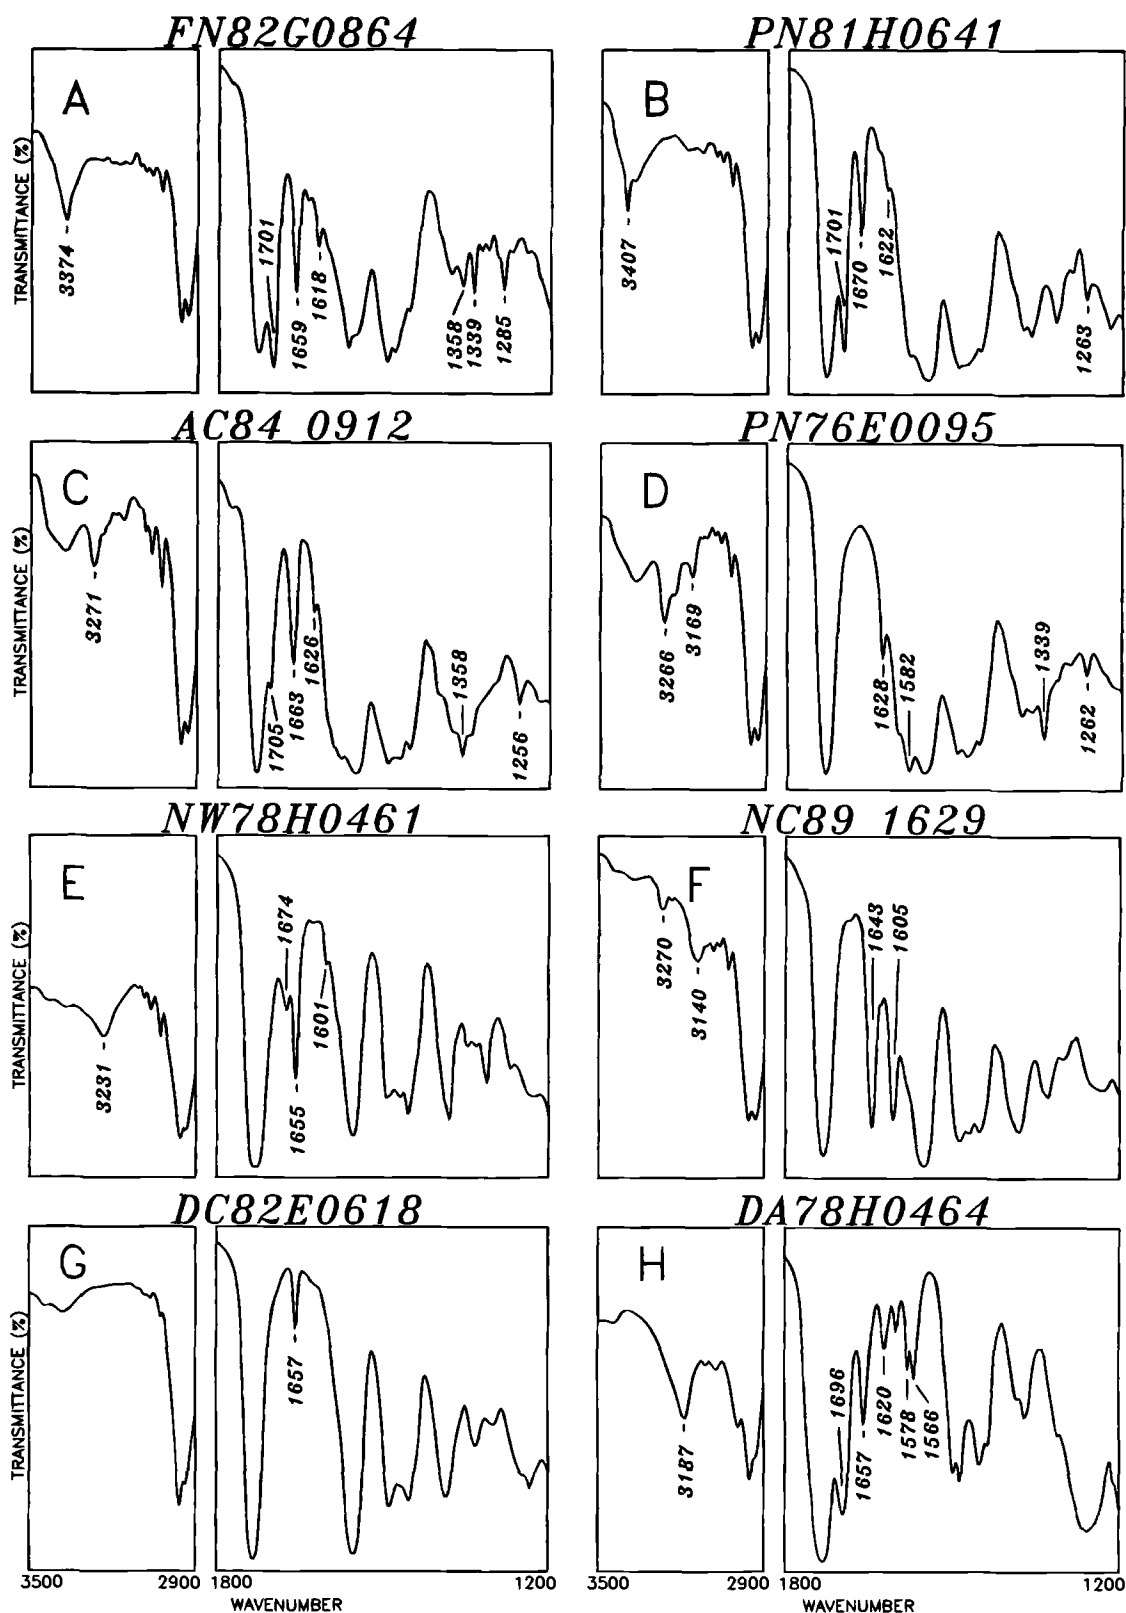 FN82G0864
PN81H0641
A
B
TRANSMITTANCE (%)
3374
1701
1659
1618
1358
1339
1285
3407
1701
1670
1622
1263
AC84 0912
PN76E0095
C
D
TRANSMITTANCE (%)
3271
1705
1663
1626
1358
1256
3266
3169
1628
1582
1339
1262
NW78H0461
NC89 1629
E
F
TRANSMITTANCE (%)
3231
1674
1655
1601
3270
3140
1643
1605
DC82E0618
DA78H0464
G
H
TRANSMITTANCE (%)
1657
3187
1696
1657
1620
1578
1566
3500 2900 1800 1200
3500 2900 1800 1200
WAVENUMBER
WAVENUMBER